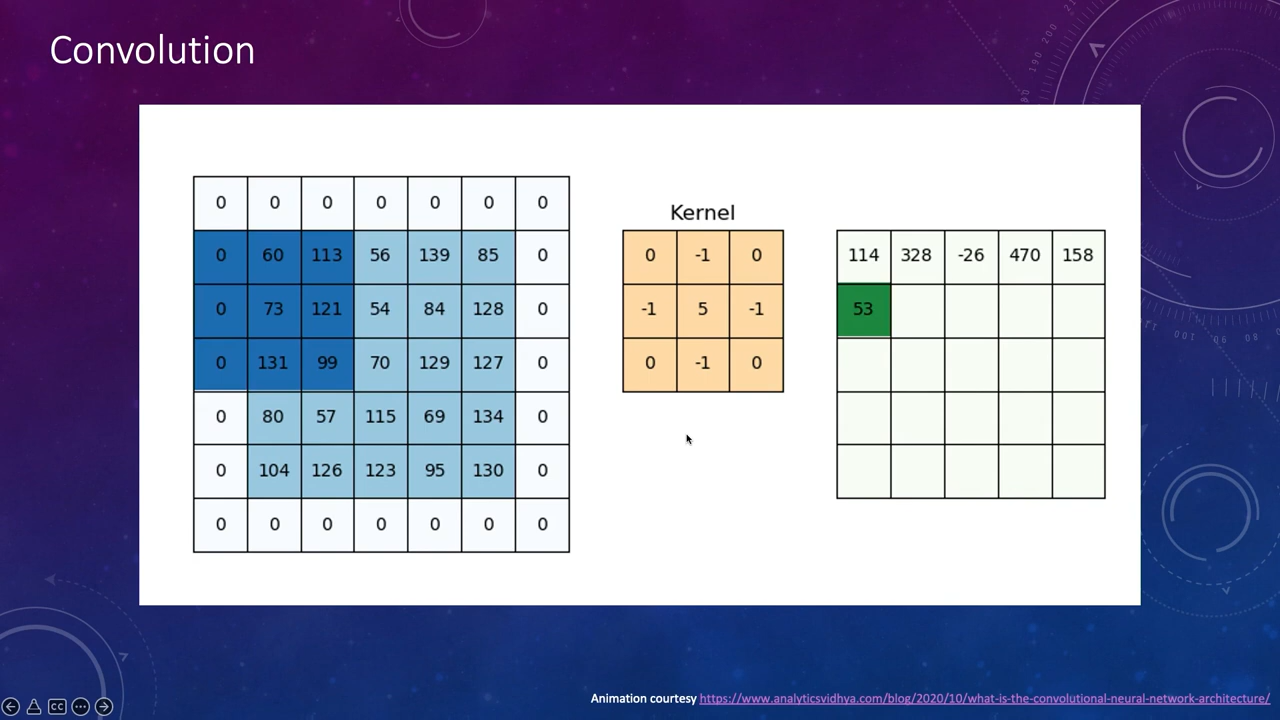 Convolution
0 0 0 0 0 0 0
0 60 113 56 139 85 0
0 73 121 54 84 128 0
0 131 99 70 129 127 0
0 80 57 115 69 134 0
0 104 126 123 95 130 0
0 0 0 0 0 0 0
Kernel
0 -1 0
-1 5 -1
0 -1 0
114 328 -26 470 158
53
Animation courtesy https://www.analyticsvidhya.com/blog/2020/10/what-is-the-convolutional-neural-network-architecture/
CC